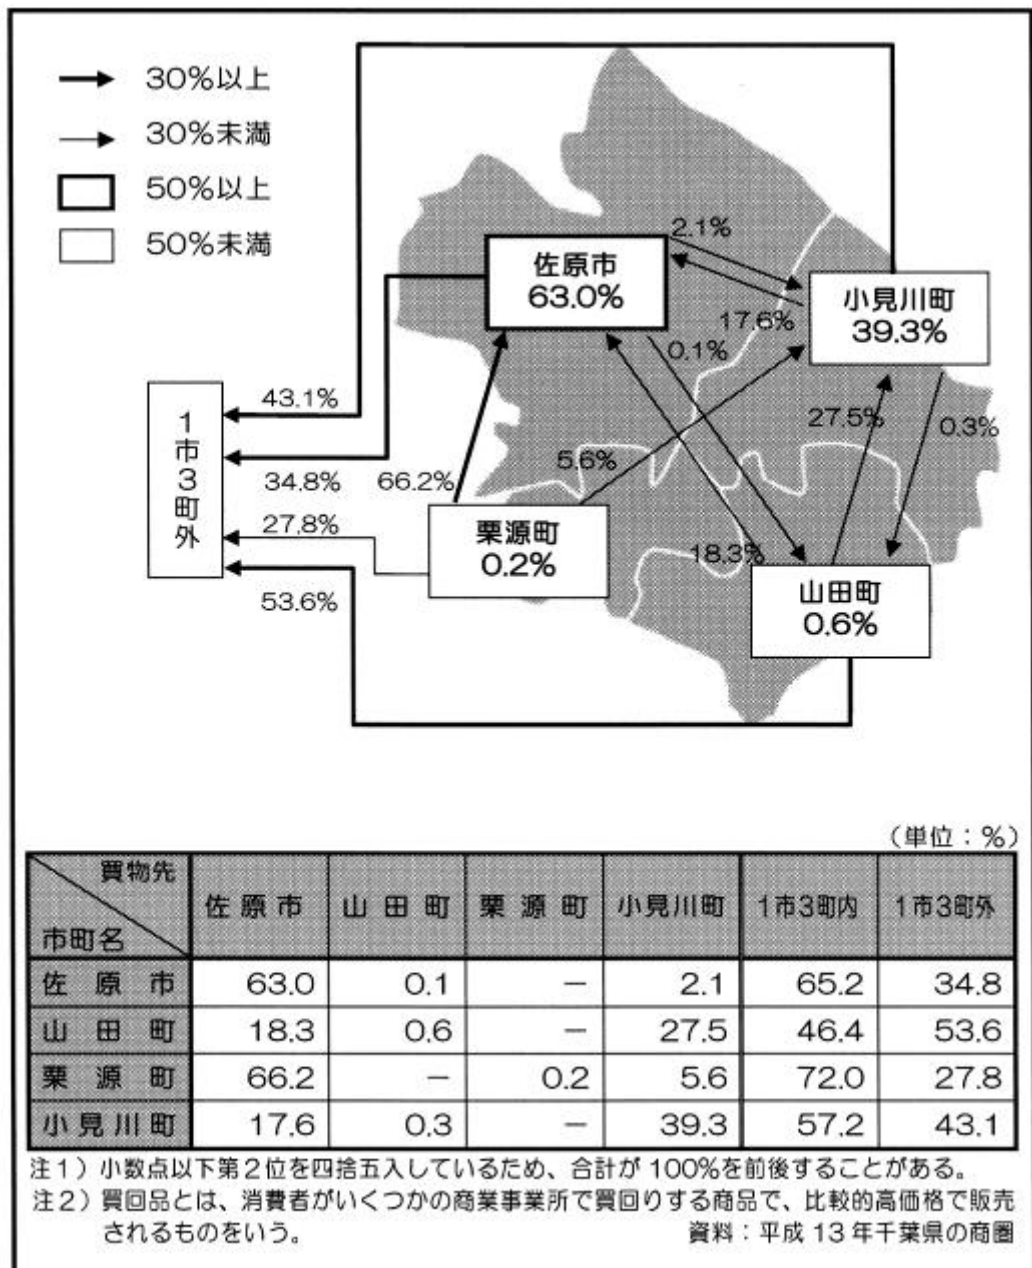 30%以上
30%未満
50%以上
50%未満
佐原市
63.0%
2.1%
小見川町
39.3%
17.6%
0.1%
43.1%
1市3町外
34.8%
66.2%
5.6%
27.5%
0.3%
27.8%
栗源町
0.2%
18.3%
山田町
0.6%
53.6%
(単位:%)
買物先
市町名
佐原市 山田町 栗源町 小見川町 1市3町内 1市3町外
佐原市 63.0 0.1 － 2.1 65.2 34.8
山田町 18.3 0.6 － 27.5 46.4 53.6
栗源町 66.2 － 0.2 5.6 72.0 27.8
小見川町 17.6 0.3 － 39.3 57.2 43.1
注1)小数点以下第2位を四捨五入しているため、合計が100%を前後することがある。
注2)買回品とは、消費者がいくつかの商業事業所で買回りする商品で、比較的高価格で販売
されるものをいう。 資料:平成13年千葉県の商圏